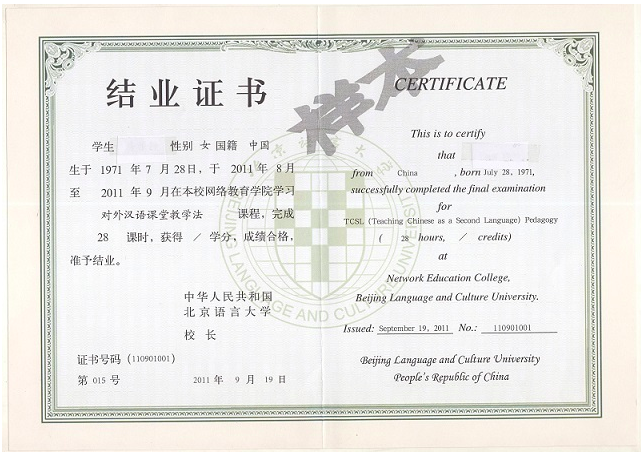 结业证书
学生 性别 女 国籍 中国
生于 1971 年 7 月 28日，于 2011 年 8月
至 2011 年 9 月在本校网络教育学院学习
对外汉语课堂教学法 课程，完成
28 课时，获得 / 学分，成绩合格，
准予结业。
中华人民共和国
北京语言大学
校 长
证书号码 (110901001)
第 015 号 2011 年 9 月 19 日
样本
CERTIFICATE
This is to certify
that
from China , born July 28, 1971,
successfully completed the final examination
for
TCSL (Teaching Chinese as a Second Language) Pedagogy
( 28 hours, / credits)
at
Network Education College,
Beijing Language and Culture University.
Issued: September 19, 2011 No.: 110901001
Beijing Language and Culture University
People's Republic of China
BEIJING LANGUAGE AND CULTURE UNIVERSITY